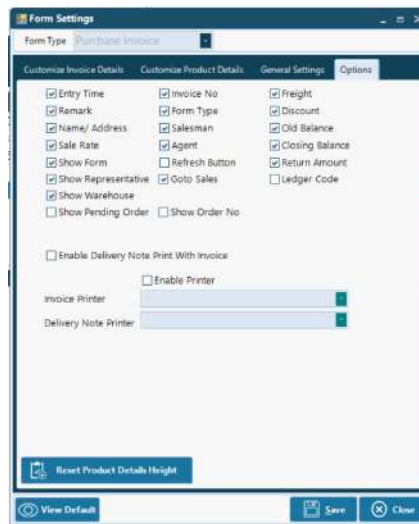 Form Settings
Form Type Purchase Invoice
Customize Invoice Details Customize Product Details General Settings Options
Entry Time Invoice No Freight
Remark Form Type Discount
Name/ Address Salesman Old Balance
Sale Rate Agent Closing Balance
Show Form Refresh Button Return Amount
Show Representative Goto Sales Ledger Code
Show Warehouse
Show Pending Order Show Order No
Enable Delivery Note Print With Invoice
Enable Printer
Invoice Printer
Delivery Note Printer
Reset Product Details Height
View Default Save Close